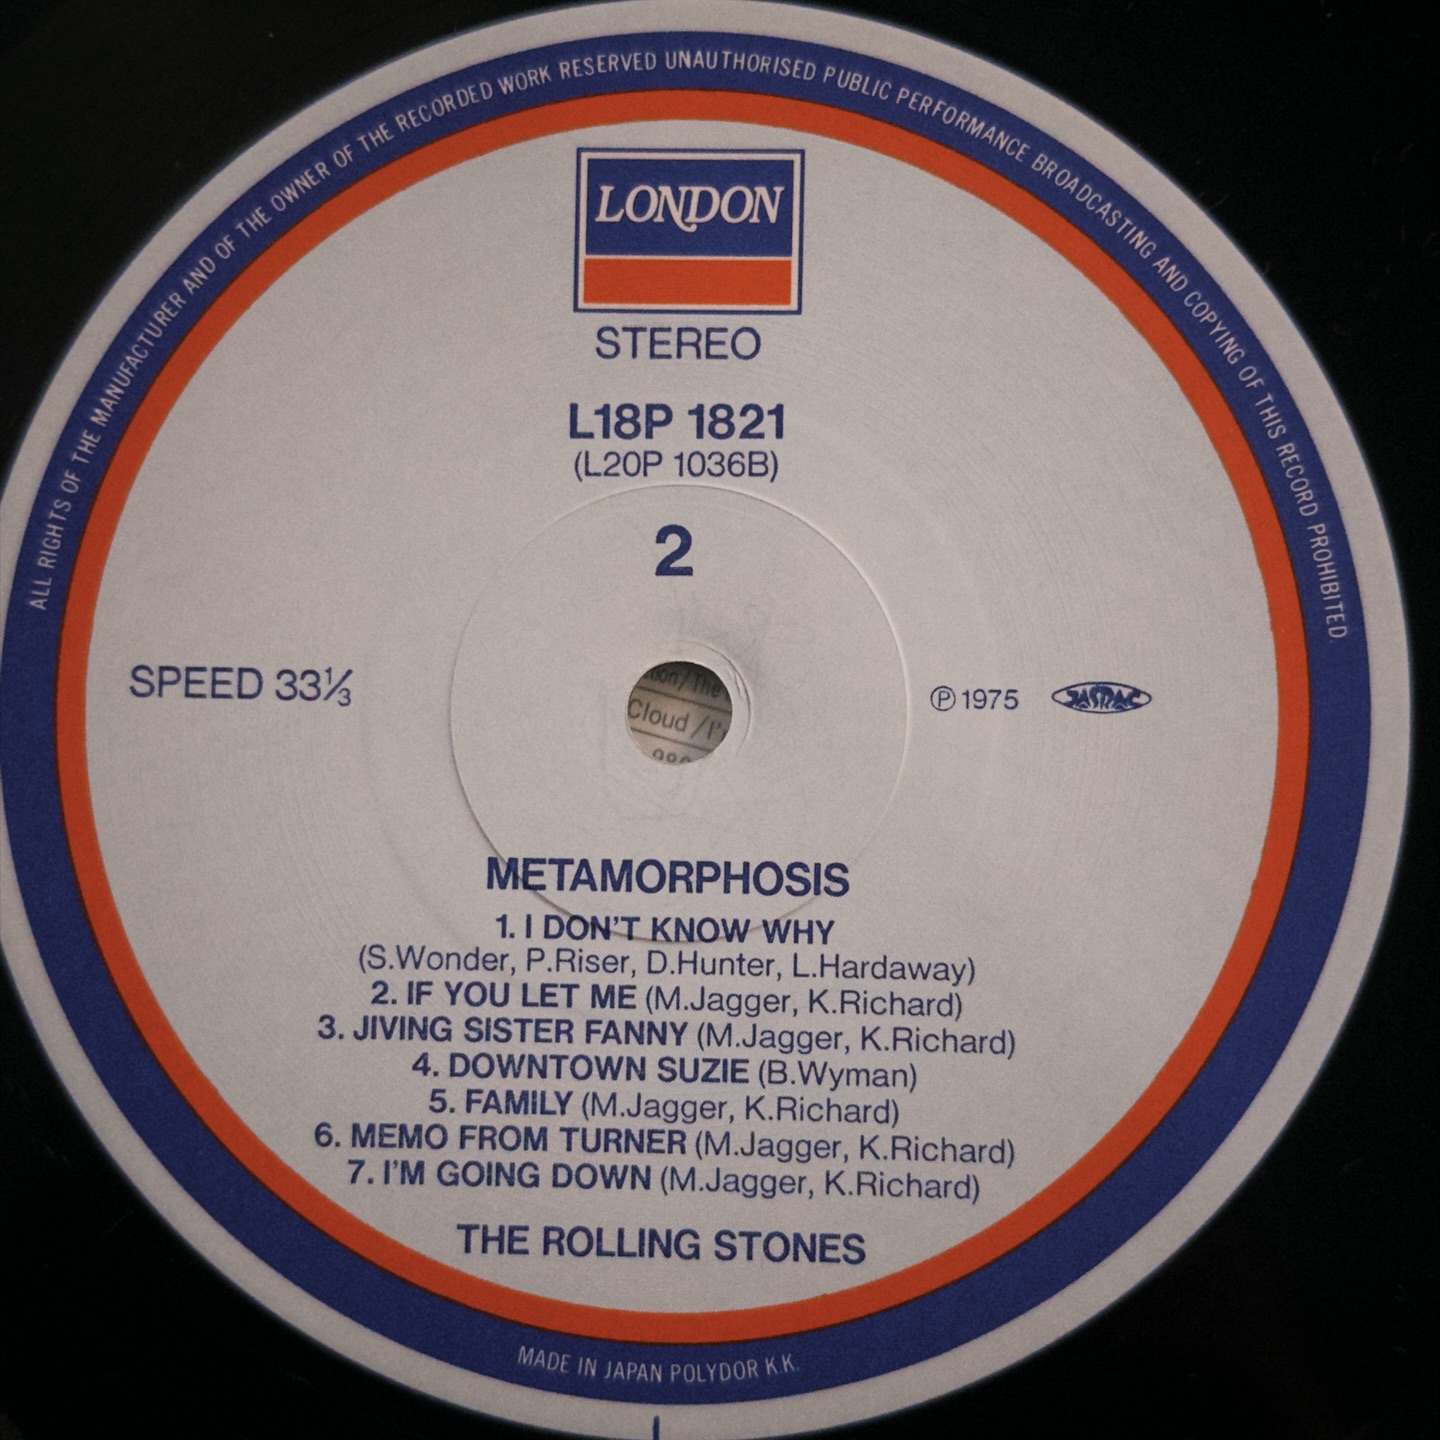 ALL RIGHTS OF THE MANUFACTURER AND OF THE OWNER OF THE RECORDED WORK RESERVED UNAUTHORISED PUBLIC PERFORMANCE BROADCASTING AND COPYING OF THIS RECORD PROHIBITED
LONDON
STEREO
L18P 1821
(L20P 1036B)
2
SPEED 33⅓
℗ 1975 JASRAC
/The
Cloud /I'
METAMORPHOSIS
1. I DON'T KNOW WHY
(S.Wonder, P.Riser, D.Hunter, L.Hardaway)
2. IF YOU LET ME (M.Jagger, K.Richard)
3. JIVING SISTER FANNY (M.Jagger, K.Richard)
4. DOWNTOWN SUZIE (B.Wyman)
5. FAMILY (M.Jagger, K.Richard)
6. MEMO FROM TURNER (M.Jagger, K.Richard)
7. I'M GOING DOWN (M.Jagger, K.Richard)
THE ROLLING STONES
MADE IN JAPAN POLYDOR K.K.